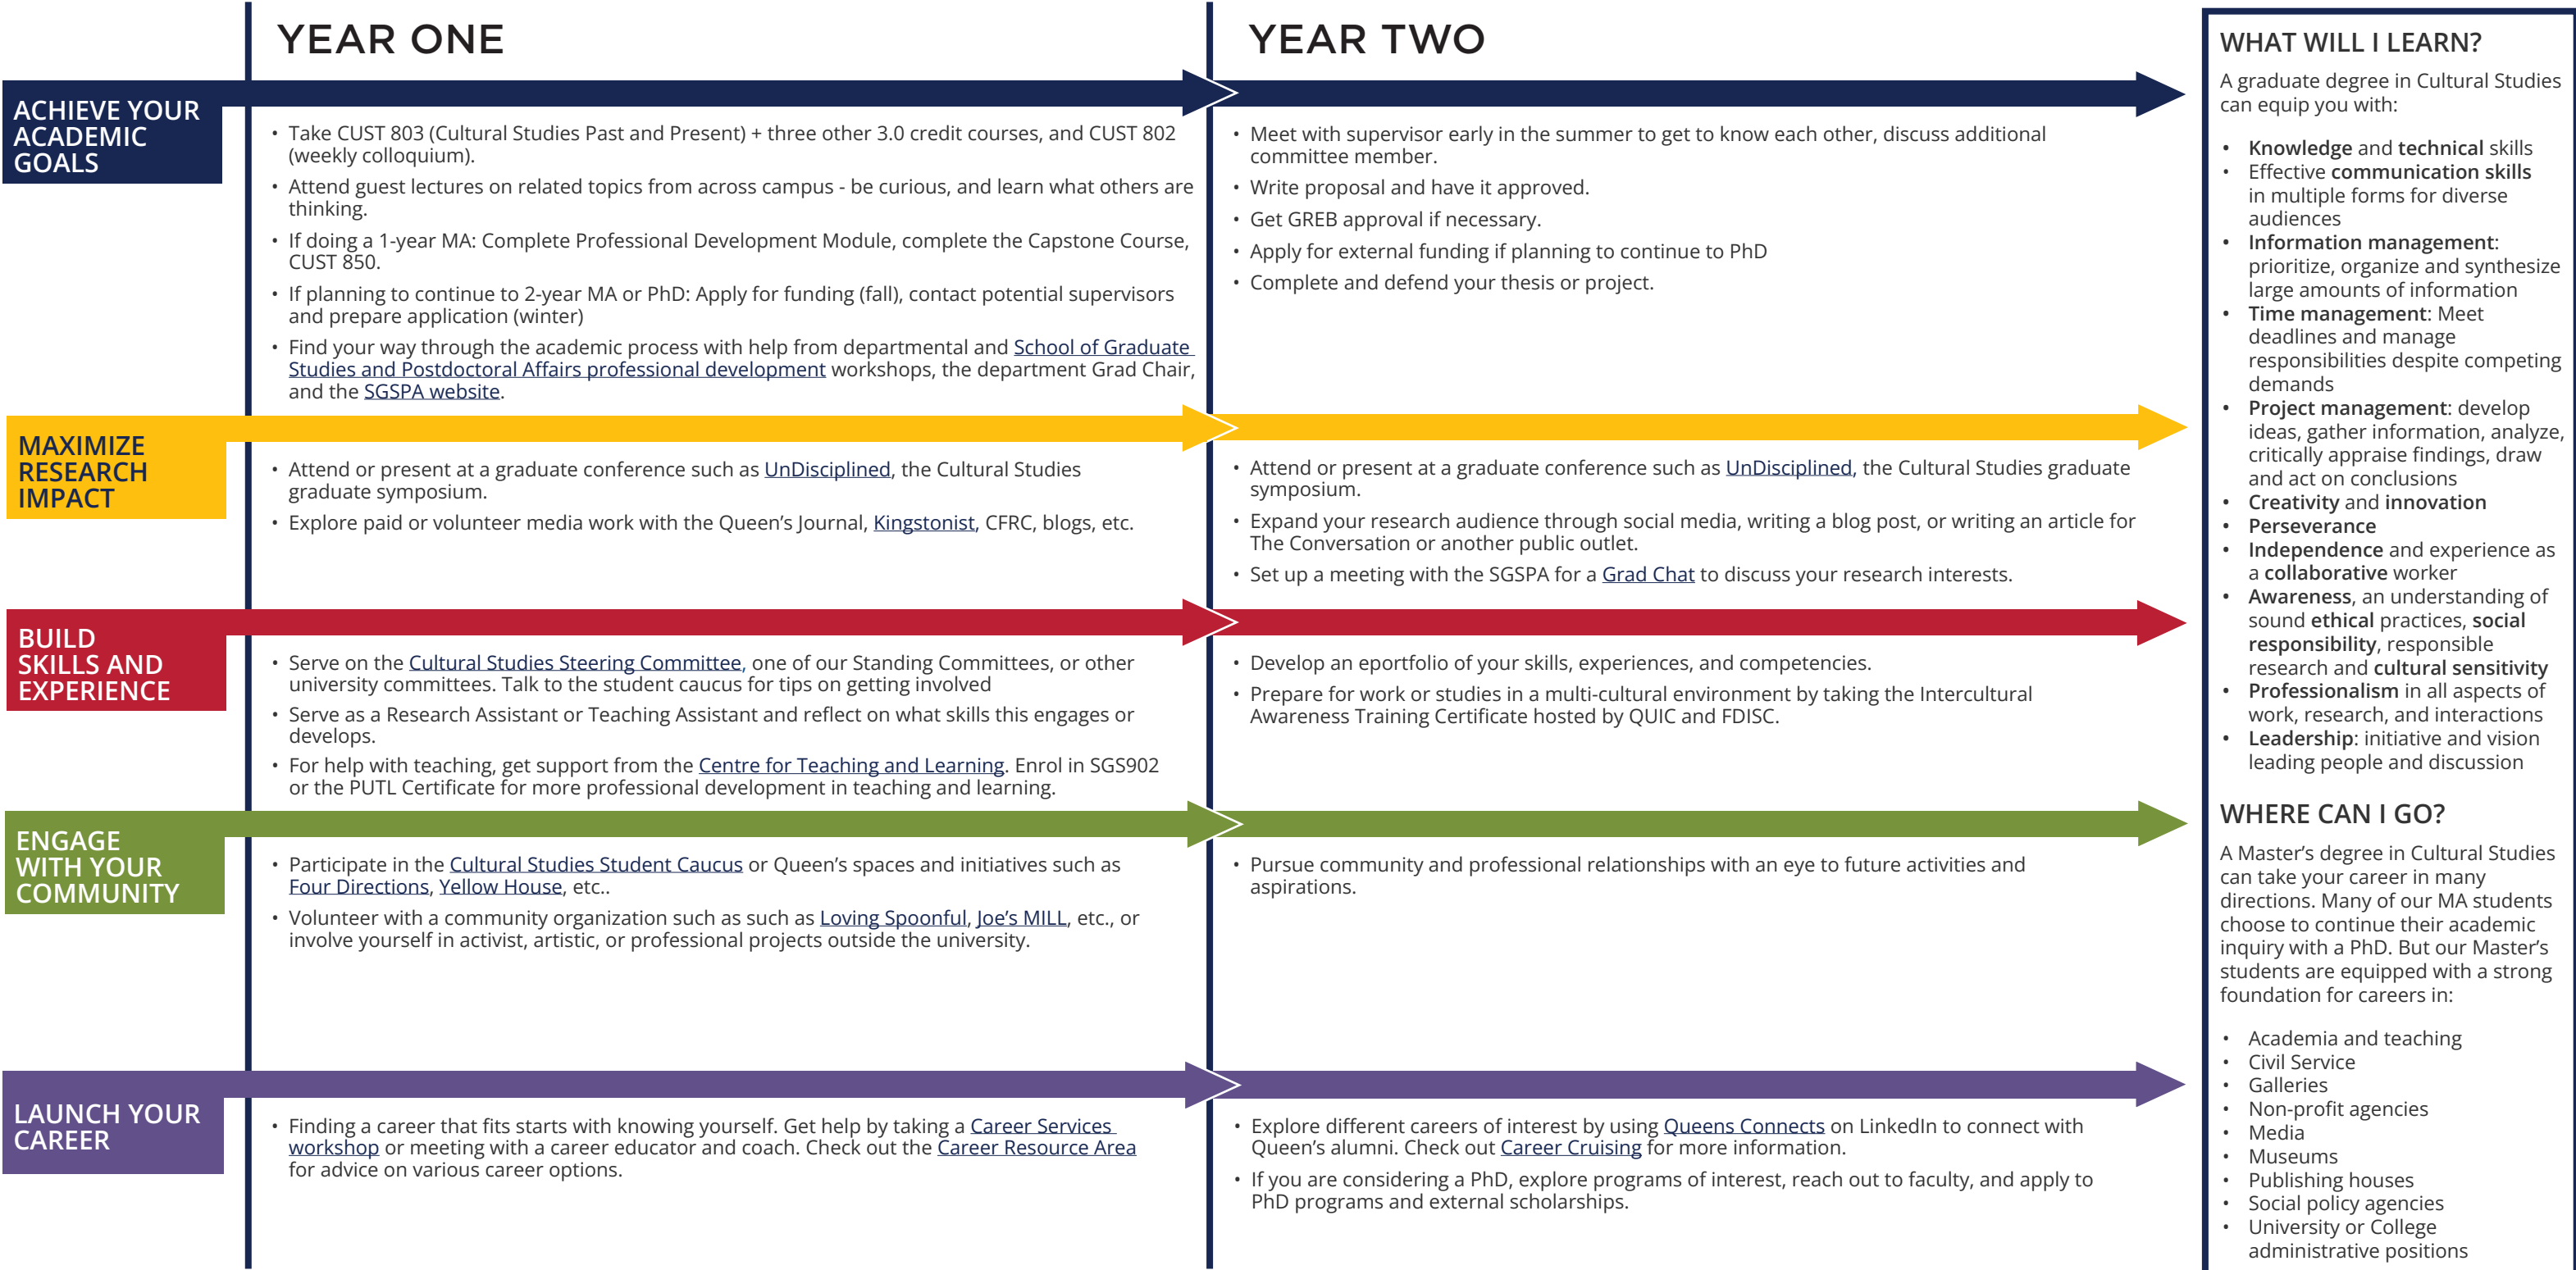 YEAR ONE
YEAR TWO
ACHIEVE YOUR
ACADEMIC
GOALS
• Take CUST 803 (Cultural Studies Past and Present) + three other 3.0 credit courses, and CUST 802
(weekly colloquium).
• Attend guest lectures on related topics from across campus - be curious, and learn what others are
thinking.
• If doing a 1-year MA: Complete Professional Development Module, complete the Capstone Course,
CUST 850.
• If planning to continue to 2-year MA or PhD: Apply for funding (fall), contact potential supervisors
and prepare application (winter)
• Find your way through the academic process with help from departmental and School of Graduate
Studies and Postdoctoral Affairs professional development workshops, the department Grad Chair,
and the SGSPA website.
• Meet with supervisor early in the summer to get to know each other, discuss additional
committee member.
• Write proposal and have it approved.
• Get GREB approval if necessary.
• Apply for external funding if planning to continue to PhD
• Complete and defend your thesis or project.
MAXIMIZE
RESEARCH
IMPACT
• Attend or present at a graduate conference such as UnDisciplined, the Cultural Studies
graduate symposium.
• Explore paid or volunteer media work with the Queen's Journal, Kingstonist, CFRC, blogs, etc.
• Attend or present at a graduate conference such as UnDisciplined, the Cultural Studies graduate
symposium.
• Expand your research audience through social media, writing a blog post, or writing an article for
The Conversation or another public outlet.
• Set up a meeting with the SGSPA for a Grad Chat to discuss your research interests.
BUILD
SKILLS AND
EXPERIENCE
• Serve on the Cultural Studies Steering Committee, one of our Standing Committees, or other
university committees. Talk to the student caucus for tips on getting involved
• Serve as a Research Assistant or Teaching Assistant and reflect on what skills this engages or
develops.
• For help with teaching, get support from the Centre for Teaching and Learning. Enrol in SGS902
or the PUTL Certificate for more professional development in teaching and learning.
• Develop an eportfolio of your skills, experiences, and competencies.
• Prepare for work or studies in a multi-cultural environment by taking the Intercultural
Awareness Training Certificate hosted by QUIC and FDISC.
ENGAGE
WITH YOUR
COMMUNITY
• Participate in the Cultural Studies Student Caucus or Queen's spaces and initiatives such as
Four Directions, Yellow House, etc..
• Volunteer with a community organization such as such as Loving Spoonful, Joe's MILL, etc., or
involve yourself in activist, artistic, or professional projects outside the university.
• Pursue community and professional relationships with an eye to future activities and
aspirations.
LAUNCH YOUR
CAREER
• Finding a career that fits starts with knowing yourself. Get help by taking a Career Services
workshop or meeting with a career educator and coach. Check out the Career Resource Area
for advice on various career options.
• Explore different careers of interest by using Queens Connects on LinkedIn to connect with
Queen's alumni. Check out Career Cruising for more information.
• If you are considering a PhD, explore programs of interest, reach out to faculty, and apply to
PhD programs and external scholarships.
WHAT WILL I LEARN?
A graduate degree in Cultural Studies
can equip you with:
• Knowledge and technical skills
• Effective communication skills
in multiple forms for diverse
audiences
• Information management:
prioritize, organize and synthesize
large amounts of information
• Time management: Meet
deadlines and manage
responsibilities despite competing
demands
• Project management: develop
ideas, gather information, analyze,
critically appraise findings, draw
and act on conclusions
• Creativity and innovation
• Perseverance
• Independence and experience as
a collaborative worker
• Awareness, an understanding of
sound ethical practices, social
responsibility, responsible
research and cultural sensitivity
• Professionalism in all aspects of
work, research, and interactions
• Leadership: initiative and vision
leading people and discussion
WHERE CAN I GO?
A Master's degree in Cultural Studies
can take your career in many
directions. Many of our MA students
choose to continue their academic
inquiry with a PhD. But our Master's
students are equipped with a strong
foundation for careers in:
• Academia and teaching
• Civil Service
• Galleries
• Non-profit agencies
• Media
• Museums
• Publishing houses
• Social policy agencies
• University or College
administrative positions